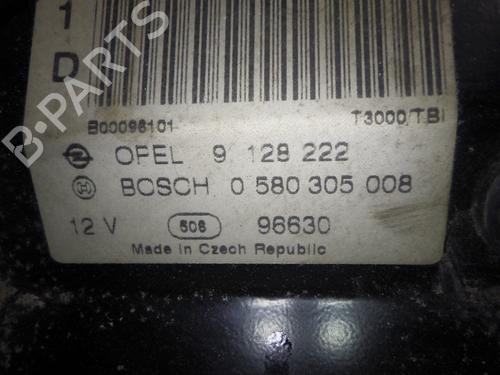 1
D
B00096101 T3000/TBI
OPEL 9 128 222
BOSCH 0 580 305 008
12 V 506 96630
Made in Czech Republic
B-PARTS